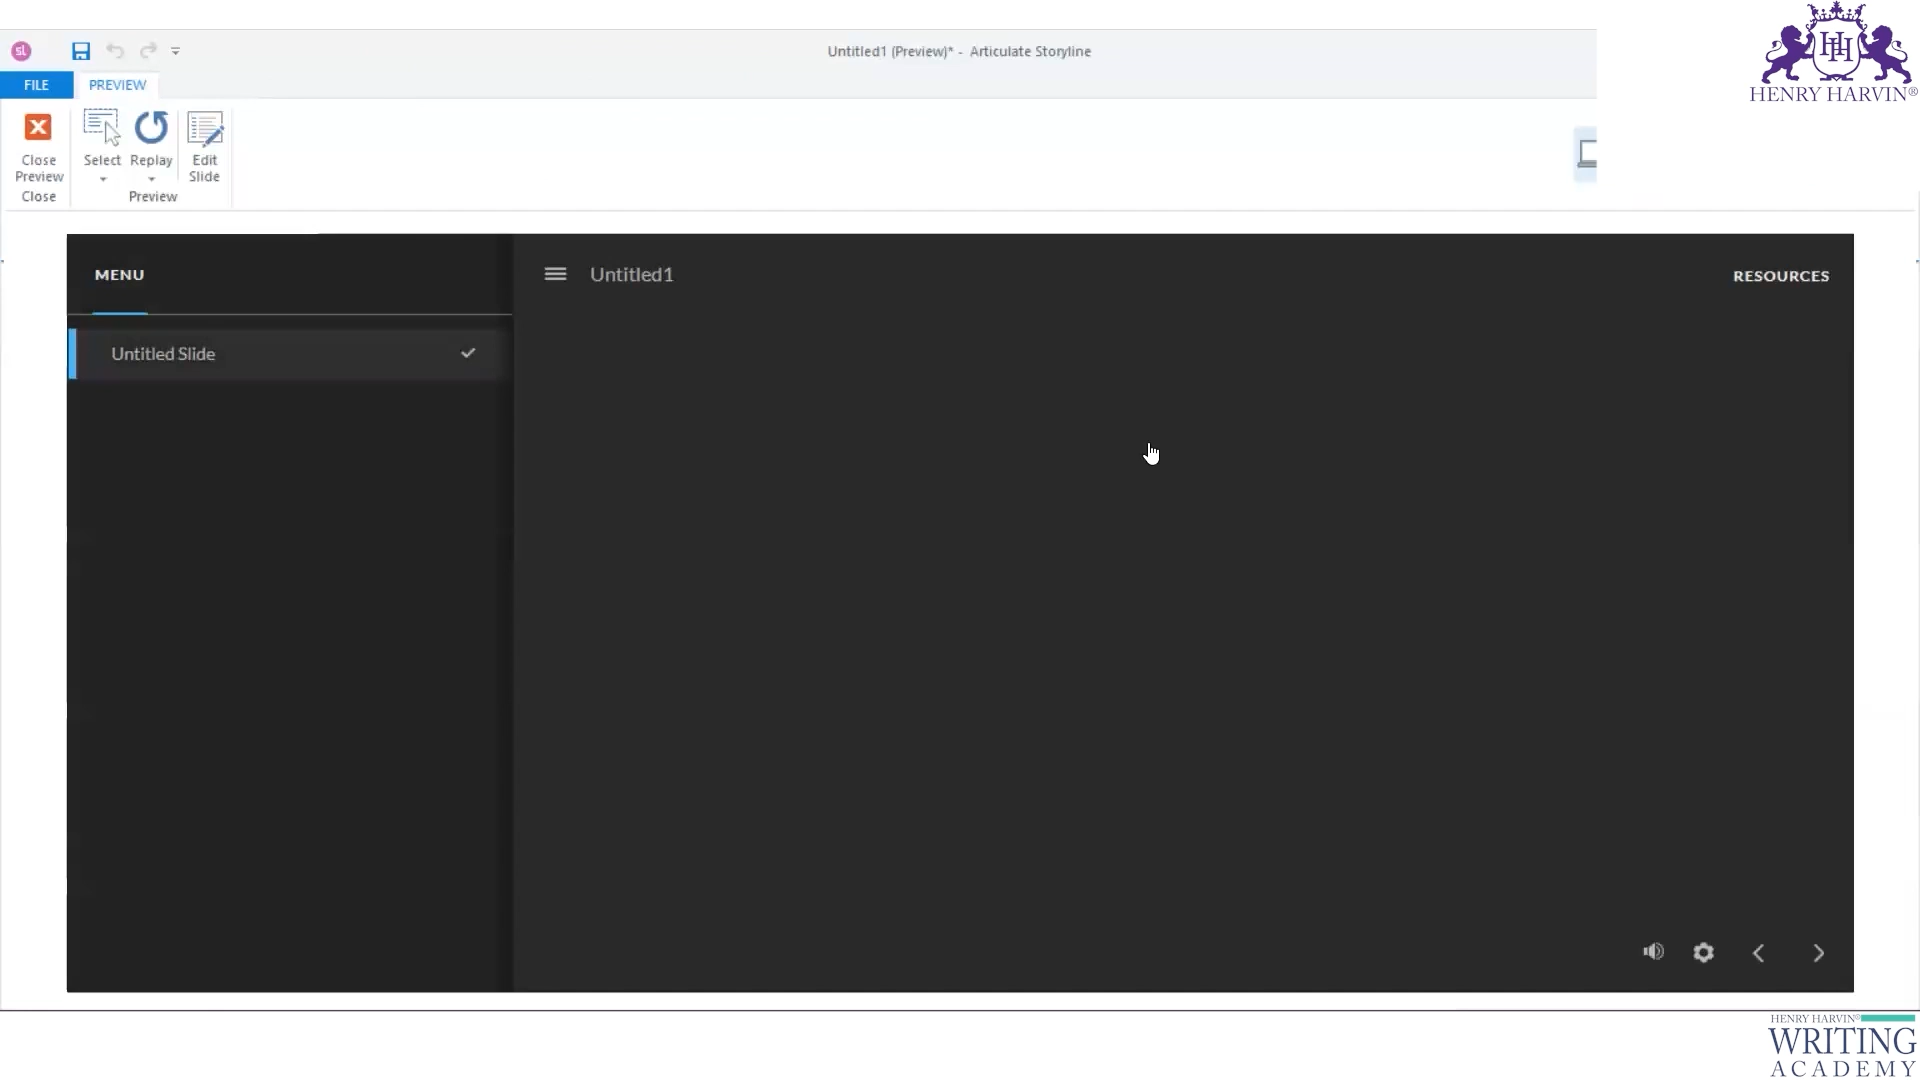 sl
Untitled1 (Preview)* - Articulate Storyline
HENRY HARVIN®
FILE
PREVIEW
Close
Preview
Select
Replay
Edit
Slide
Close
Preview
MENU
Untitled1
RESOURCES
Untitled Slide
HENRY HARVIN®
WRITING
ACADEMY